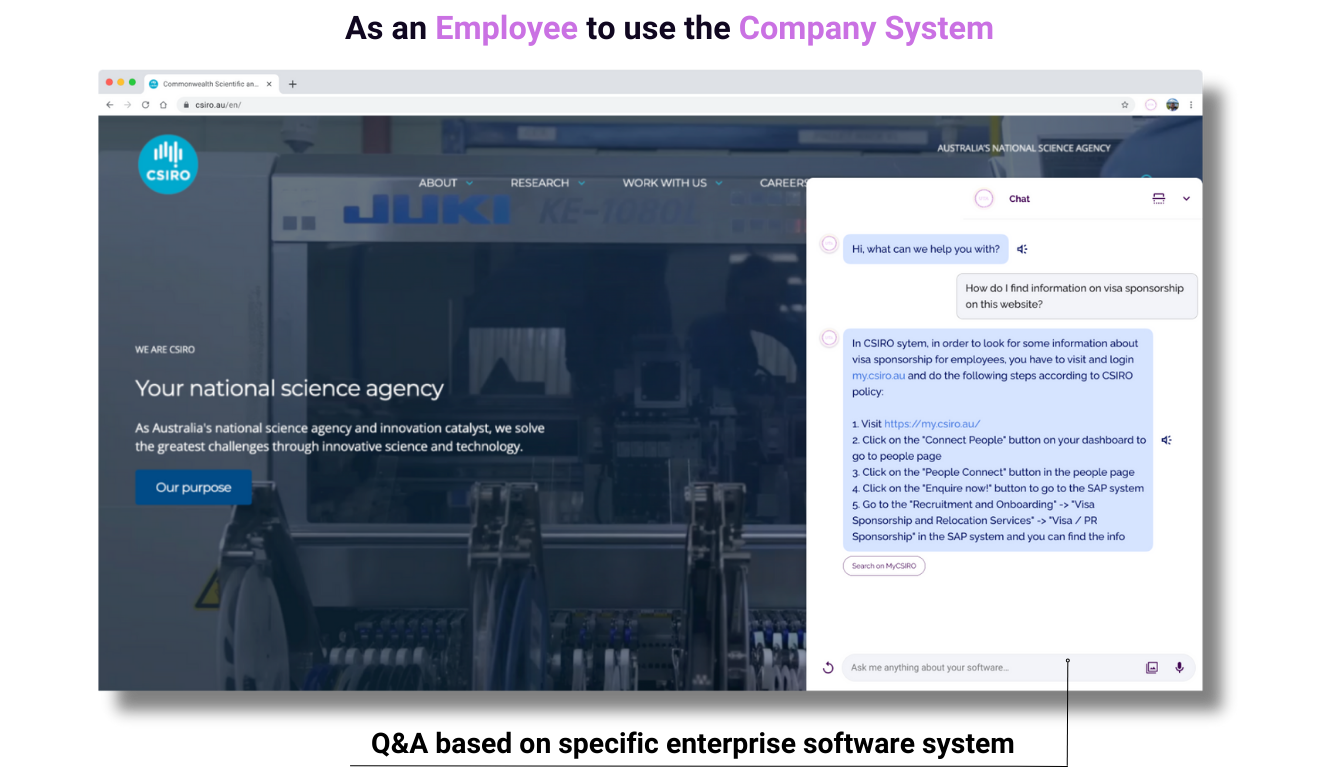 As an Employee to use the Company System
Commonwealth Scientific an...
csiro.au/en/
CSIRO
AUSTRALIA'S NATIONAL SCIENCE AGENCY
ABOUT
RESEARCH
WORK WITH US
CAREERS
JUKI KE-1080L
WE ARE CSIRO
Your national science agency
As Australia's national science agency and innovation catalyst, we solve
the greatest challenges through innovative science and technology.
Our purpose
Chat
Hi, what can we help you with?
How do I find information on visa sponsorship
on this website?
In CSIRO sytem, in order to look for some information about
visa sponsorship for employees, you have to visit and login
my.csiro.au and do the following steps according to CSIRO
policy:
1. Visit https://my.csiro.au/
2. Click on the "Connect People" button on your dashboard to
go to people page
3. Click on the "People Connect" button in the people page
4. Click on the "Enquire now!" button to go to the SAP system
5. Go to the "Recruitment and Onboarding" -> "Visa
Sponsorship and Relocation Services" -> "Visa / PR
Sponsorship" in the SAP system and you can find the info
Search on MyCSIRO
Ask me anything about your software...
Q&A based on specific enterprise software system